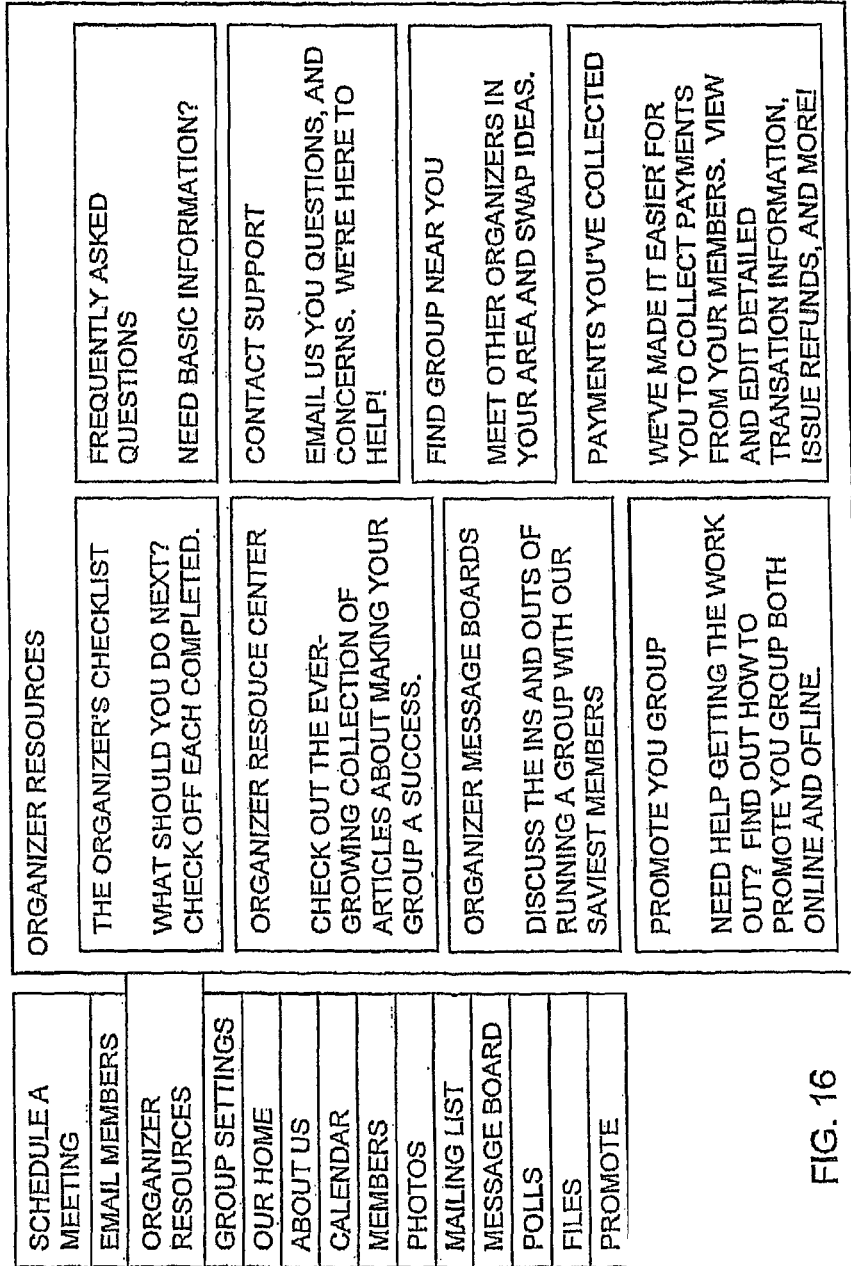 SCHEDULE A
MEETING
EMAIL MEMBERS
ORGANIZER
RESOURCES
GROUP SETTINGS
OUR HOME
ABOUT US
CALENDAR
MEMBERS
PHOTOS
MAILING LIST
MESSAGE BOARD
POLLS
FILES
PROMOTE
ORGANIZER RESOURCES
THE ORGANIZER'S CHECKLIST
WHAT SHOULD YOU DO NEXT?
CHECK OFF EACH COMPLETED.
ORGANIZER RESOUCE CENTER
CHECK OUT THE EVER-
GROWING COLLECTION OF
ARTICLES ABOUT MAKING YOUR
GROUP A SUCCESS.
ORGANIZER MESSAGE BOARDS
DISCUSS THE INS AND OUTS OF
RUNNING A GROUP WITH OUR
SAVIEST MEMBERS
PROMOTE YOU GROUP
NEED HELP GETTING THE WORK
OUT? FIND OUT HOW TO
PROMOTE YOU GROUP BOTH
ONLINE AND OFLINE.
FREQUENTLY ASKED
QUESTIONS
NEED BASIC INFORMATION?
CONTACT SUPPORT
EMAIL US YOU QUESTIONS, AND
CONCERNS. WE'RE HERE TO
HELP!
FIND GROUP NEAR YOU
MEET OTHER ORGANIZERS IN
YOUR AREA AND SWAP IDEAS.
PAYMENTS YOU'VE COLLECTED
WE'VE MADE IT EASIER FOR
YOU TO COLLECT PAYMENTS
FROM YOUR MEMBERS. VIEW
AND EDIT DETAILED
TRANSATION INFORMATION,
ISSUE REFUNDS, AND MORE!
FIG. 16